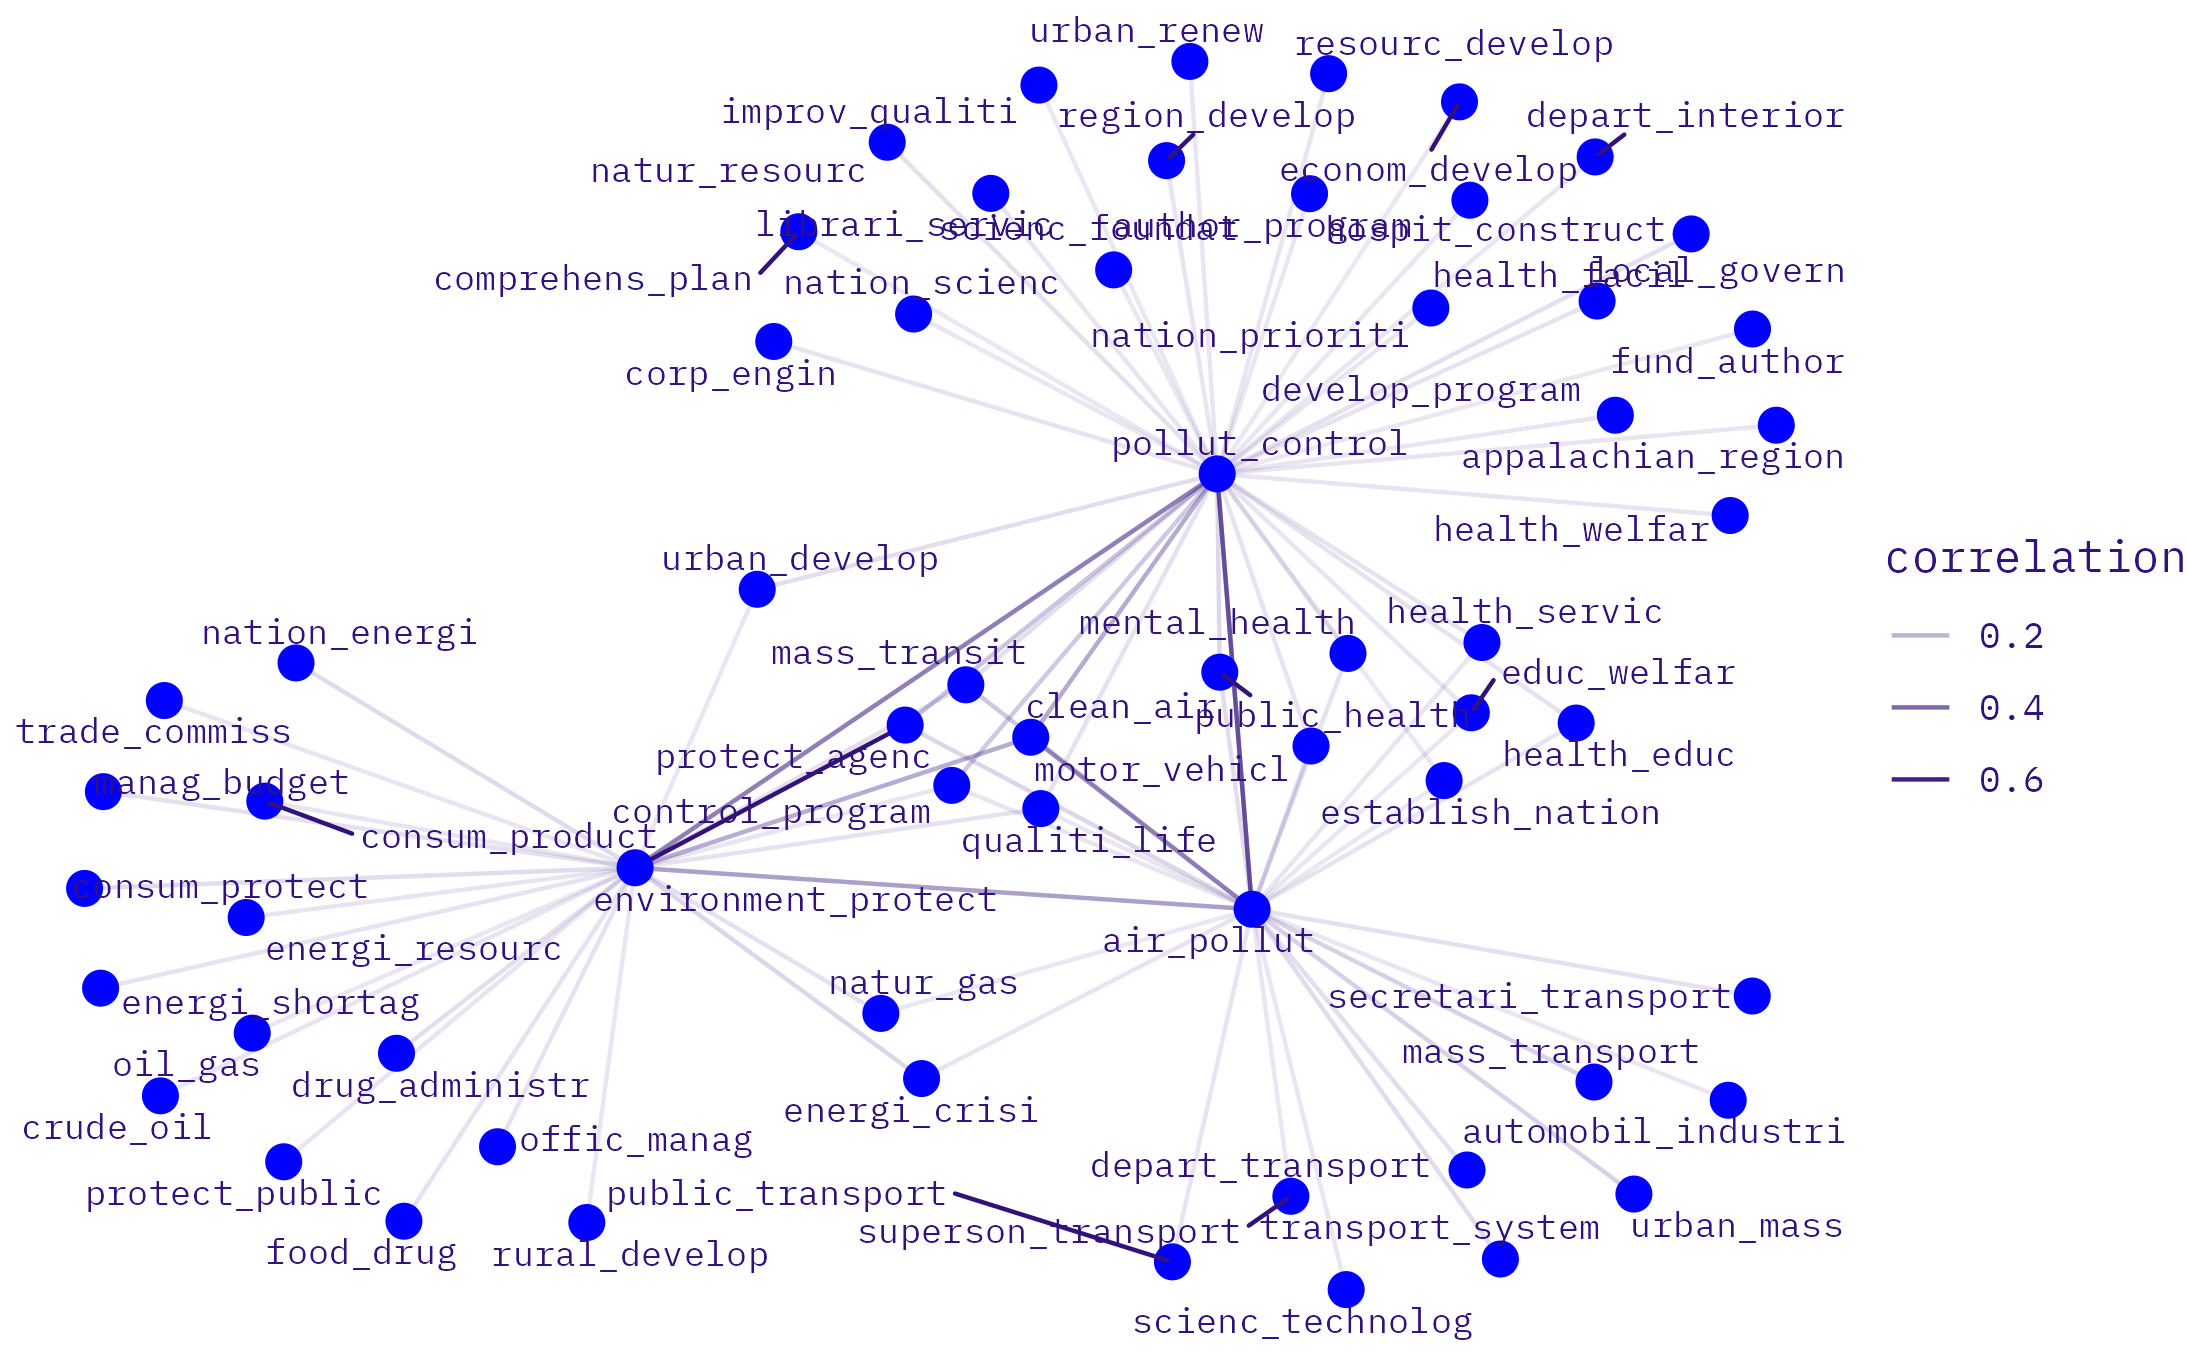 urban_renew
resourc_develop
improv_qualiti
region_develop
depart_interior
natur_resourc
econom_develop
librari_servic
scienc_foundat
author_program
hospit_construct
comprehens_plan
nation_scienc
health_facil
local_govern
nation_prioriti
corp_engin
fund_author
develop_program
pollut_control
appalachian_region
health_welfar
urban_develop
correlation
0.2
0.4
0.6
nation_energi
mental_health
health_servic
mass_transit
educ_welfar
clean_air
public_health
trade_commiss
protect_agenc
motor_vehicl
health_educ
manag_budget
control_program
establish_nation
consum_product
qualiti_life
consum_protect
environment_protect
energi_resourc
air_pollut
natur_gas
secretari_transport
energi_shortag
mass_transport
oil_gas
drug_administr
energi_crisi
crude_oil
automobil_industri
offic_manag
depart_transport
protect_public
public_transport
superson_transport
transport_system
urban_mass
food_drug
rural_develop
scienc_technolog